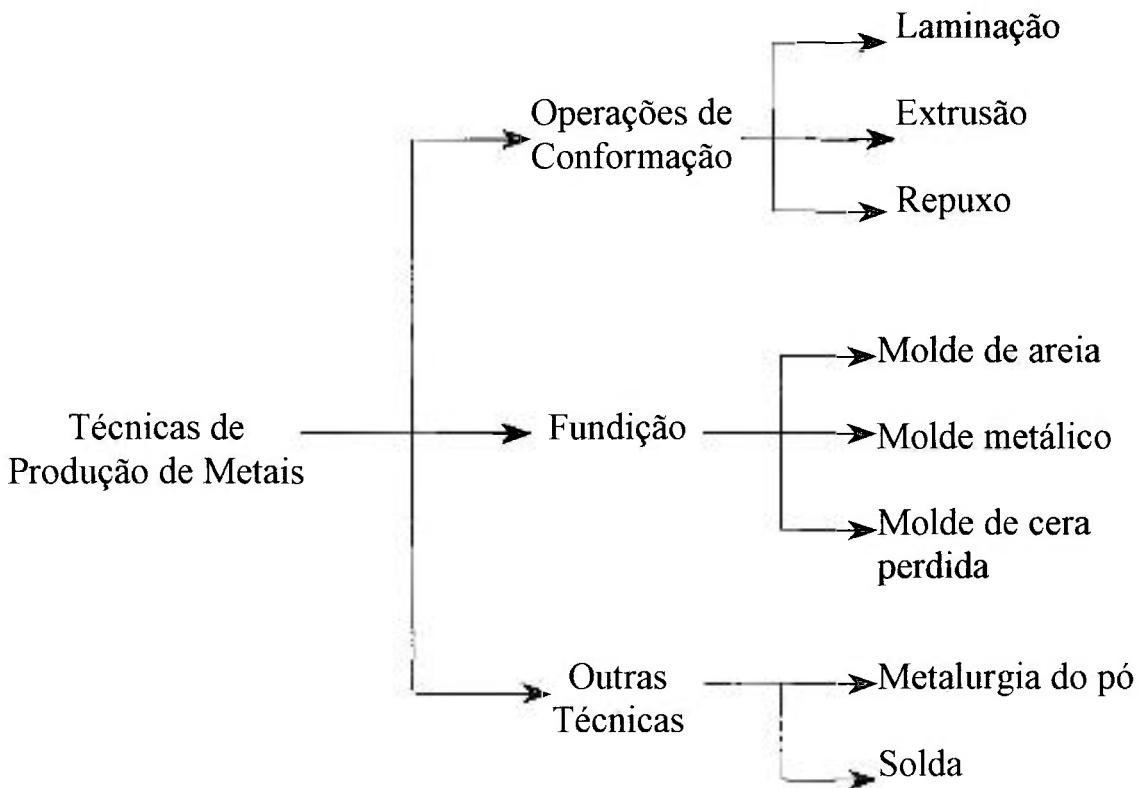 Laminação
Operações de
Conformação
Extrusão
Repuxo
Técnicas de
Produção de Metais
Fundição
Molde de areia
Molde metálico
Molde de cera
perdida
Outras
Técnicas
Metalurgia do pó
Solda